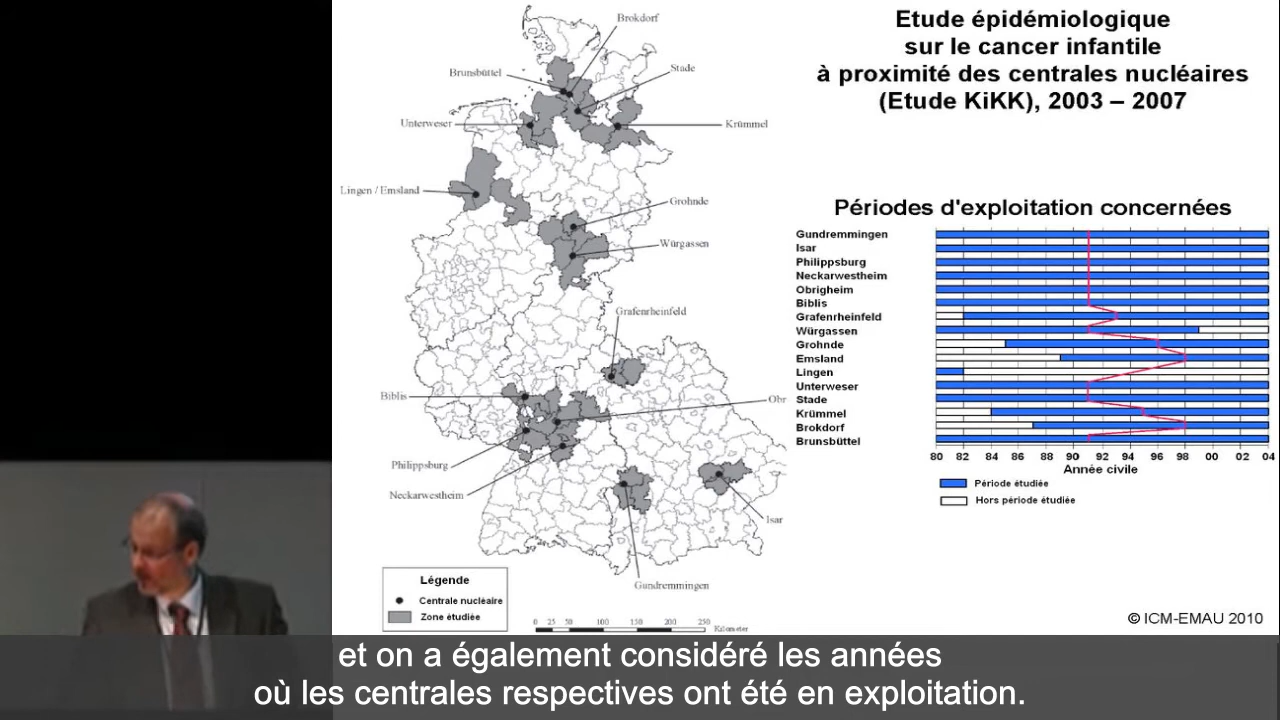 Etude épidémiologique
sur le cancer infantile
à proximité des centrales nucléaires
(Etude KiKK), 2003 – 2007
Brokdorf
Stade
Brunsbüttel
Unterweser
Krümmel
Lingen / Emsland
Grohnde
Würgassen
Grafenrheinfeld
Biblis
Obr
Philippsburg
Neckarwestheim
Isar
Gundremmingen
Légende
Centrale nucléaire
Zone étudiée
0 25 50 100 150 200 250
Kilometer
Périodes d'exploitation concernées
Gundremmingen
Isar
Philippsburg
Neckarwestheim
Obrigheim
Biblis
Grafenrheinfeld
Würgassen
Grohnde
Emsland
Lingen
Unterweser
Stade
Krümmel
Brokdorf
Brunsbüttel
80 82 84 86 88 90 92 94 96 98 00 02 04
Année civile
Période étudiée
Hors période étudiée
© ICM-EMAU 2010
et on a également considéré les années
où les centrales respectives ont été en exploitation.